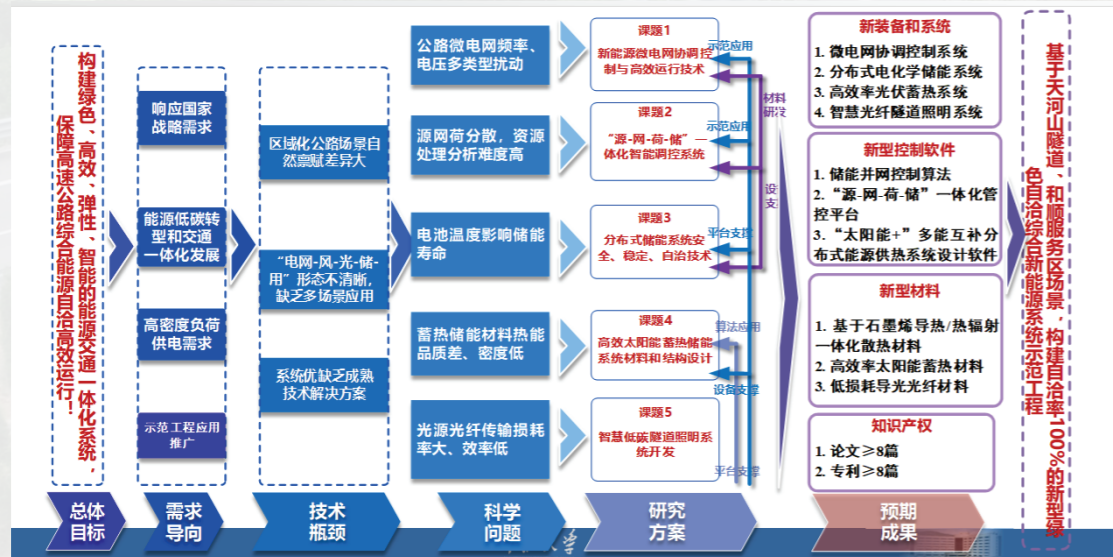 构建绿色、高效、弹性、智能的能源交通一体化系统，
保障高速公路综合能源自洽高效运行！
响应国家
战略需求
能源低碳转
型和交通
一体化发展
高密度负荷
供电需求
示范工程应用
推广
区域化公路场景自
然禀赋差异大
“电网-风-光-储-
用”形态不清晰，
缺乏多场景应用
系统优缺乏成熟
技术解决方案
公路微电网频率、
电压多类型扰动
源网荷分散，资源
处理分析难度高
电池温度影响储能
寿命
蓄热储能材料热能
品质差、密度低
光源光纤传输损耗
率大、效率低
课题1
新能源微电网协调控
制与高效运行技术
课题2
“源-网-荷-储”一
体化智能调控系统
课题3
分布式储能系统安
全、稳定、自治技术
课题4
高效太阳能蓄热储能
系统材料和结构设计
课题5
智慧低碳隧道照明系
统开发
示范应用
材料
研发
示范应用
设
支
平台支撑
算法应用
设备支撑
平台支撑
新装备和系统
1. 微电网协调控制系统
2. 分布式电化学储能系统
3. 高效率光伏蓄热系统
4. 智慧光纤隧道照明系统
新型控制软件
1. 储能并网控制算法
2.“源-网-荷-储”一体化管
控平台
3.“太阳能+”多能互补分
布式能源供热系统设计软件
新型材料
1. 基于石墨烯导热/热辐射
一体化散热材料
2. 高效率太阳能蓄热材料
3. 低损耗导光光纤材料
知识产权
1. 论文≥8篇
2. 专利≥8篇
基于天河山隧道、和顺服务区场景，构建自洽率100%的新型绿
色自洽综合新能源系统示范工程
总体
目标
需求
导向
技术
瓶颈
科学
问题
研究
方案
预期
成果